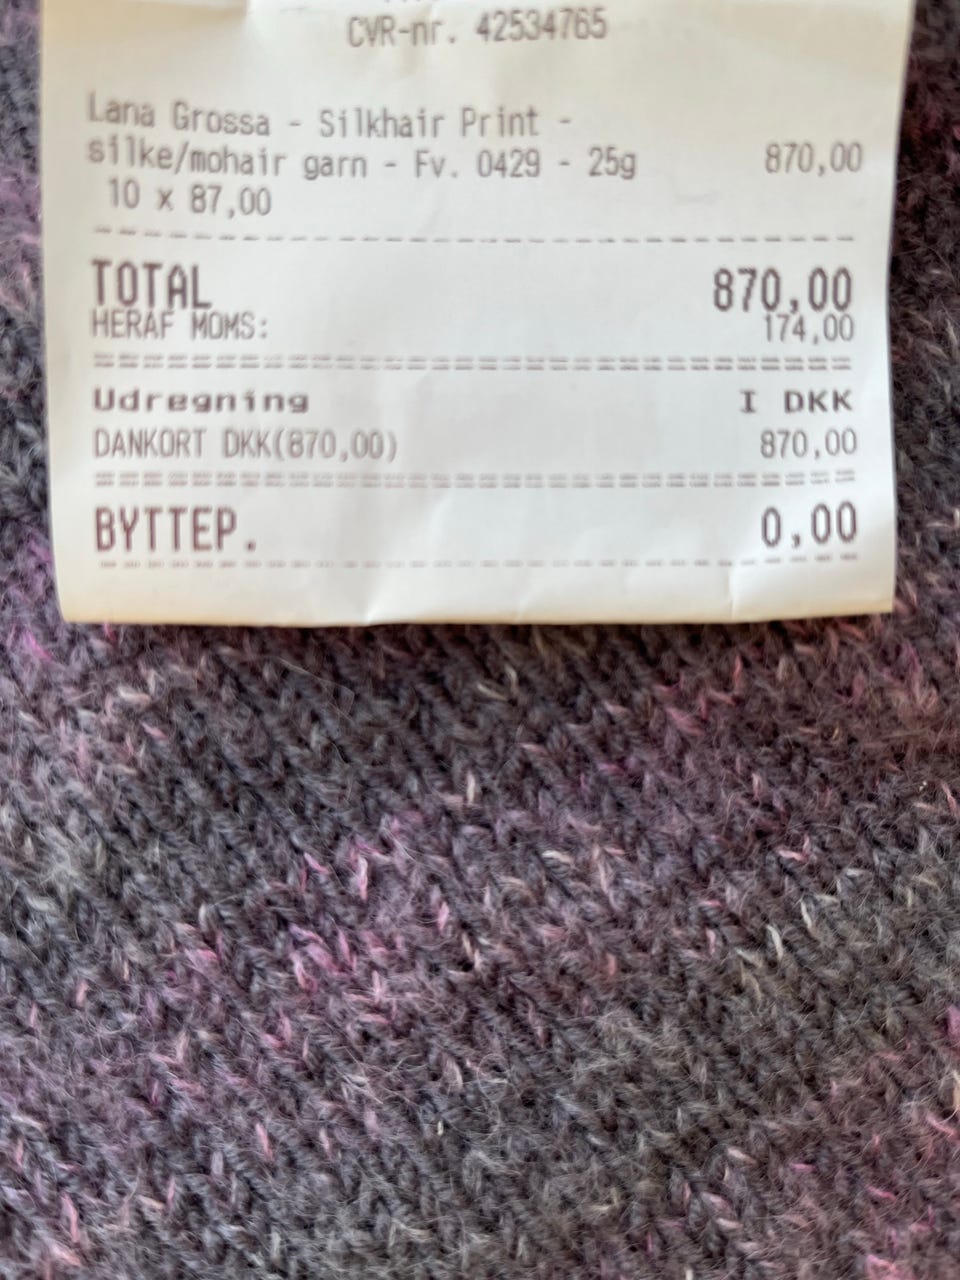 CVR-nr. 42534765
Lana Grossa - Silkhair Print -
silke/mohair garn - Fv. 0429 - 25g 870,00
10 x 87,00
TOTAL 870,00
HERAF MOMS: 174,00
Udregning I DKK
DANKORT DKK(870,00) 870,00
BYTTEP. 0,00